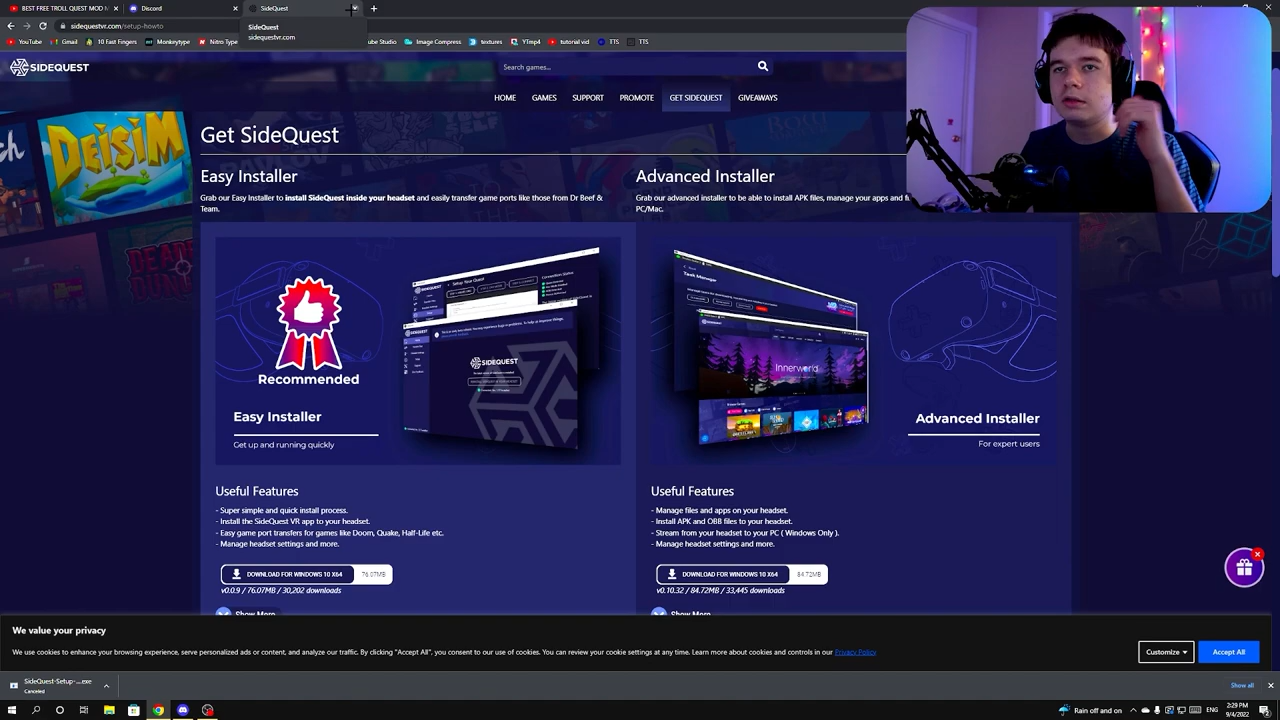 BEST FREE TROLL QUEST MOD M
Discord
SideQuest
sidequestvr.com/setup-howto
SideQuest
sidequestvr.com
YouTube
Gmail
10 Fast Fingers
Monkeytype
Nitro Type
ube Studio
Image Compress
textures
YTmp4
tutorial vid
TTS
TTS
SIDEQUEST
Search games...
HOME
GAMES
SUPPORT
PROMOTE
GET SIDEQUEST
GIVEAWAYS
DEISIM
Get SideQuest
Easy Installer
Grab our Easy Installer to install SideQuest inside your headset and easily transfer game ports like those from Dr Beef &
Team.
Advanced Installer
Grab our advanced installer to be able to install APK files, manage your apps and f
PC/Mac.
Recommended
Easy Installer
Get up and running quickly
SIDEQUEST
Innerworld
Advanced Installer
For expert users
Useful Features
- Super simple and quick install process.
- Install the SideQuest VR app to your headset.
- Easy game port transfers for games like Doom, Quake, Half-Life etc.
- Manage headset settings and more.
DOWNLOAD FOR WINDOWS 10 X64
76.07MB
v0.0.9 / 76.07MB / 30,202 downloads
Show More
Useful Features
- Manage files and apps on your headset.
- Install APK and OBB files to your headset.
- Stream from your headset to your PC ( Windows Only ).
- Manage headset settings and more.
DOWNLOAD FOR WINDOWS 10 X64
84.72MB
v0.10.32 / 84.72MB / 33,445 downloads
Show More
We value your privacy
We use cookies to enhance your browsing experience, serve personalized ads or content, and analyze our traffic. By clicking "Accept All", you consent to our use of cookies. You can review your cookie settings at any time. Learn more about cookies and controls in our Privacy Policy
Customize
Accept All
SideQuest-Setup-....exe
Canceled
Show all
Rain off and on
ENG
2:29 PM
9/4/2022